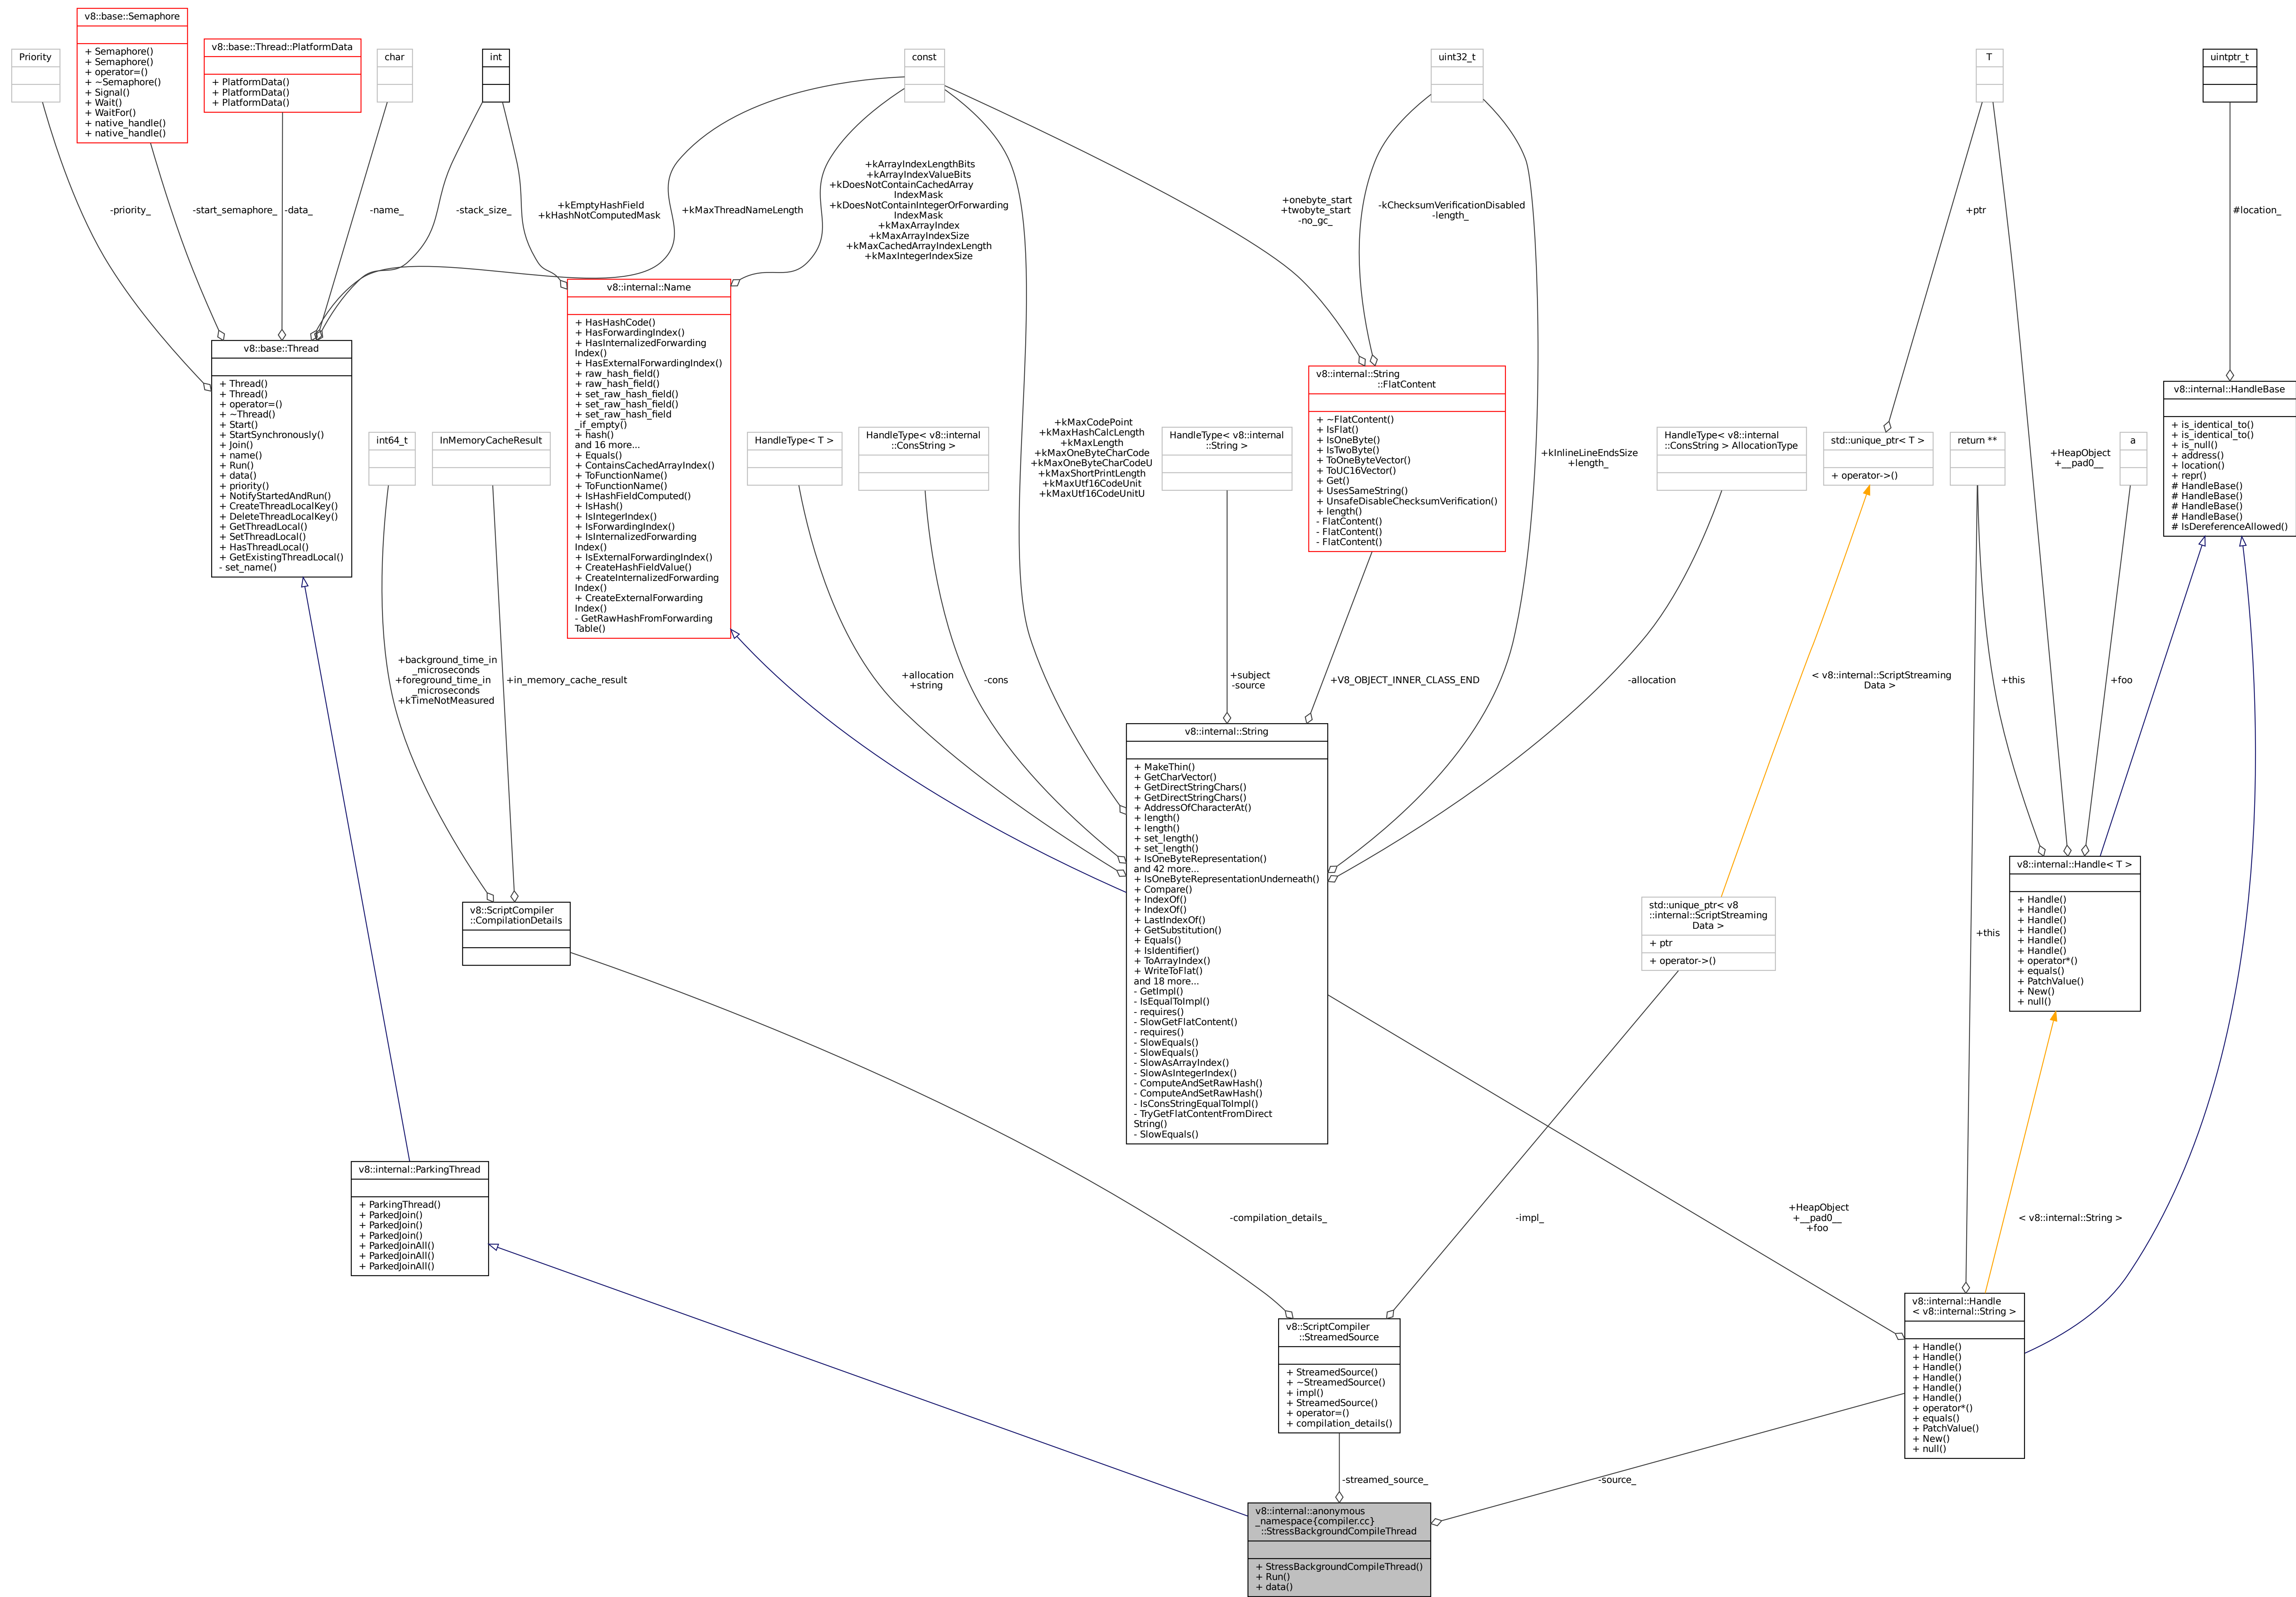 v8::base::Semaphore
+ Semaphore()
+ Semaphore()
+ operator=()
+ ~Semaphore()
+ Signal()
+ Wait()
+ WaitFor()
+ native_handle()
+ native_handle()
Priority
v8::base::Thread::PlatformData
+ PlatformData()
+ PlatformData()
+ PlatformData()
char
int
const
uint32_t
T
uintptr_t
-priority_
-start_semaphore_
-data_
-name_
-stack_size_
+kEmptyHashField
+kHashNotComputedMask
+kMaxThreadNameLength
+kArrayIndexLengthBits
+kArrayIndexValueBits
+kDoesNotContainCachedArray
IndexMask
+kDoesNotContainIntegerOrForwarding
IndexMask
+kMaxArrayIndex
+kMaxArrayIndexSize
+kMaxCachedArrayIndexLength
+kMaxIntegerIndexSize
+onebyte_start
+twobyte_start
-no_gc_
-kChecksumVerificationDisabled
-length_
+ptr
#location_
v8::base::Thread
+ Thread()
+ Thread()
+ operator=()
+ ~Thread()
+ Start()
+ StartSynchronously()
+ Join()
+ name()
+ Run()
+ data()
+ priority()
+ NotifyStartedAndRun()
+ CreateThreadLocalKey()
+ DeleteThreadLocalKey()
+ GetThreadLocal()
+ SetThreadLocal()
+ HasThreadLocal()
+ GetExistingThreadLocal()
- set_name()
v8::internal::Name
+ HasHashCode()
+ HasForwardingIndex()
+ HasInternalizedForwarding
Index()
+ HasExternalForwardingIndex()
+ raw_hash_field()
+ raw_hash_field()
+ set_raw_hash_field()
+ set_raw_hash_field()
+ set_raw_hash_field
_if_empty()
+ hash()
and 16 more...
+ Equals()
+ ContainsCachedArrayIndex()
+ ToFunctionName()
+ ToFunctionName()
+ IsHashFieldComputed()
+ IsHash()
+ IsIntegerIndex()
+ IsForwardingIndex()
+ IsInternalizedForwarding
Index()
+ IsExternalForwardingIndex()
+ CreateHashFieldValue()
+ CreateInternalizedForwarding
Index()
+ CreateExternalForwarding
Index()
- GetRawHashFromForwarding
Table()
v8::internal::String
::FlatContent
+ ~FlatContent()
+ IsFlat()
+ IsOneByte()
+ IsTwoByte()
+ ToOneByteVector()
+ ToUC16Vector()
+ Get()
+ UsesSameString()
+ UnsafeDisableChecksumVerification()
+ length()
- FlatContent()
- FlatContent()
- FlatContent()
v8::internal::HandleBase
+ is_identical_to()
+ is_identical_to()
+ is_null()
+ address()
+ location()
+ repr()
# HandleBase()
# HandleBase()
# HandleBase()
# HandleBase()
# IsDereferenceAllowed()
int64_t
InMemoryCacheResult
HandleType< T >
HandleType< v8::internal
::ConsString >
+kMaxCodePoint
+kMaxHashCalcLength
+kMaxLength
+kMaxOneByteCharCode
+kMaxOneByteCharCodeU
+kMaxShortPrintLength
+kMaxUtf16CodeUnit
+kMaxUtf16CodeUnitU
HandleType< v8::internal
::String >
+kInlineLineEndsSize
+length_
HandleType< v8::internal
::ConsString > AllocationType
std::unique_ptr< T >
+ operator->()
return **
+HeapObject
+__pad0__
a
+background_time_in
_microseconds
+foreground_time_in
_microseconds
+kTimeNotMeasured
+in_memory_cache_result
+allocation
+string
-cons
+subject
-source
+V8_OBJECT_INNER_CLASS_END
-allocation
< v8::internal::ScriptStreaming
Data >
+this
+foo
v8::internal::String
+ MakeThin()
+ GetCharVector()
+ GetDirectStringChars()
+ GetDirectStringChars()
+ AddressOfCharacterAt()
+ length()
+ length()
+ set_length()
+ set_length()
+ IsOneByteRepresentation()
and 42 more...
+ IsOneByteRepresentationUnderneath()
+ Compare()
+ IndexOf()
+ IndexOf()
+ LastIndexOf()
+ GetSubstitution()
+ Equals()
+ IsIdentifier()
+ ToArrayIndex()
+ WriteToFlat()
and 18 more...
- GetImpl()
- IsEqualToImpl()
- requires()
- SlowGetFlatContent()
- requires()
- SlowEquals()
- SlowEquals()
- SlowAsArrayIndex()
- SlowAsIntegerIndex()
- ComputeAndSetRawHash()
- ComputeAndSetRawHash()
- IsConsStringEqualToImpl()
- TryGetFlatContentFromDirect
String()
- SlowEquals()
v8::ScriptCompiler
::CompilationDetails
std::unique_ptr< v8
::internal::ScriptStreaming
Data >
+ ptr
+ operator->()
+this
v8::internal::Handle< T >
+ Handle()
+ Handle()
+ Handle()
+ Handle()
+ Handle()
+ Handle()
+ operator*()
+ equals()
+ PatchValue()
+ New()
+ null()
v8::internal::ParkingThread
+ ParkingThread()
+ ParkedJoin()
+ ParkedJoin()
+ ParkedJoin()
+ ParkedJoinAll()
+ ParkedJoinAll()
+ ParkedJoinAll()
-compilation_details_
-impl_
+HeapObject
+__pad0__
+foo
< v8::internal::String >
v8::ScriptCompiler
::StreamedSource
+ StreamedSource()
+ ~StreamedSource()
+ impl()
+ StreamedSource()
+ operator=()
+ compilation_details()
v8::internal::Handle
< v8::internal::String >
+ Handle()
+ Handle()
+ Handle()
+ Handle()
+ Handle()
+ Handle()
+ operator*()
+ equals()
+ PatchValue()
+ New()
+ null()
-streamed_source_
-source_
v8::internal::anonymous
_namespace{compiler.cc}
::StressBackgroundCompileThread
+ StressBackgroundCompileThread()
+ Run()
+ data()